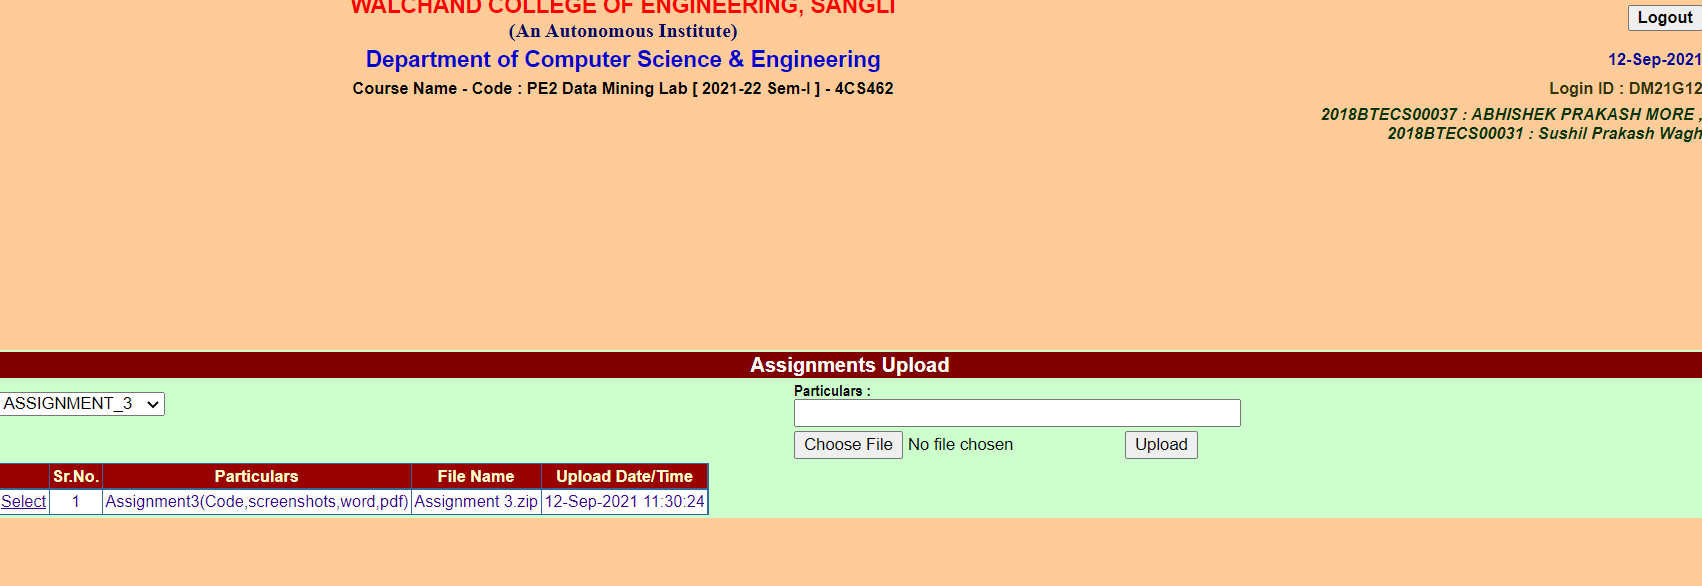 WALCHAND COLLEGE OF ENGINEERING, SANGLI
(An Autonomous Institute)
Department of Computer Science & Engineering
Course Name - Code : PE2 Data Mining Lab [ 2021-22 Sem-I ] - 4CS462
Logout
12-Sep-2021
Login ID : DM21G12
2018BTECS00037 : ABHISHEK PRAKASH MORE ,
2018BTECS00031 : Sushil Prakash Wagh
Assignments Upload
ASSIGNMENT_3
Particulars :
Choose File No file chosen Upload
Sr.No. Particulars File Name Upload Date/Time
Select 1 Assignment3(Code,screenshots,word,pdf) Assignment 3.zip 12-Sep-2021 11:30:24